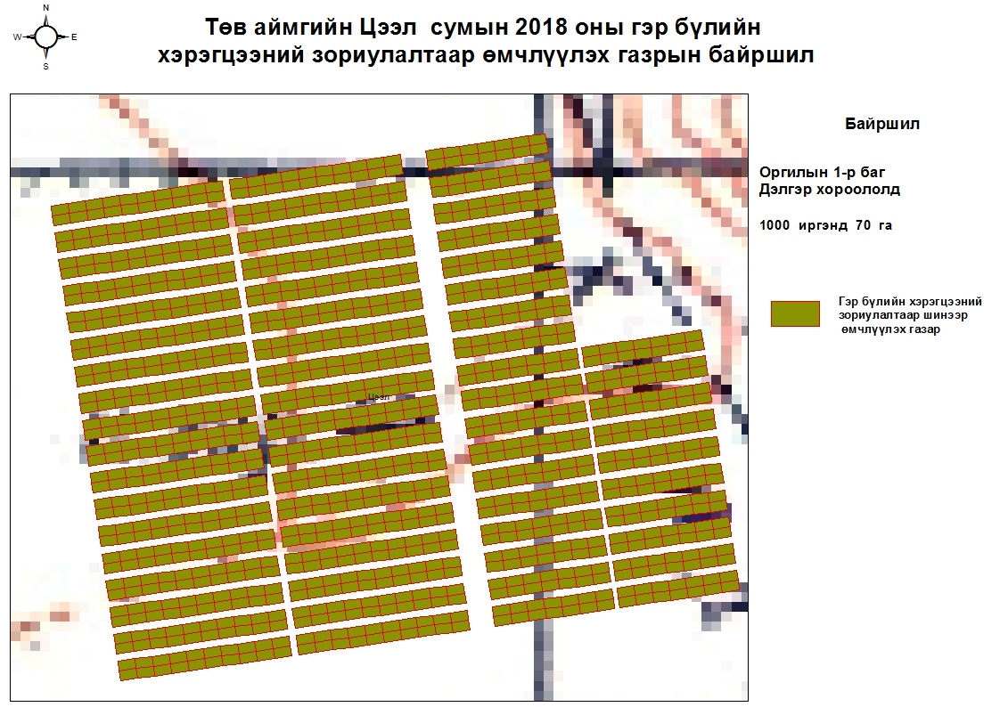 N
W E
S
Төв аймгийн Цээл сумын 2018 оны гэр бүлийн
хэрэгцээний зориулалтаар өмчлүүлэх газрын байршил
Байршил
Оргилын 1-р баг
Дэлгэр хороололд
1000 иргэнд 70 га
Гэр бүлийн хэрэгцээний
зориулалтаар шинээр
өмчлүүлэх газар
Цээл